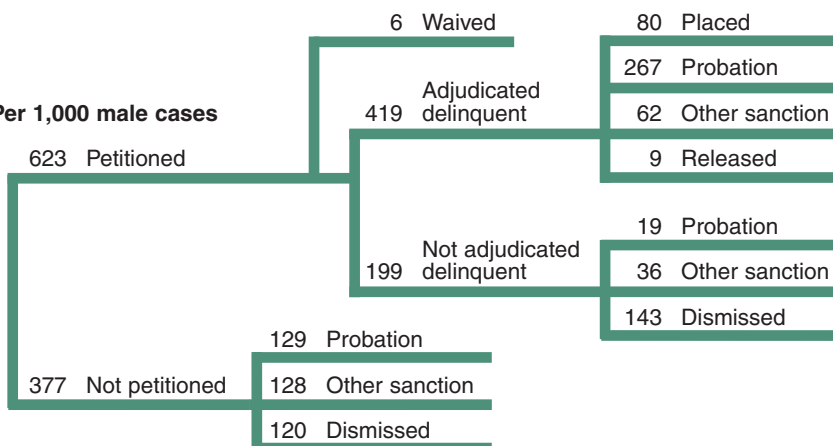 6 Waived
80 Placed
267 Probation
Per 1,000 male cases
419 Adjudicated
delinquent
62 Other sanction
623 Petitioned
9 Released
19 Probation
199 Not adjudicated
delinquent
36 Other sanction
143 Dismissed
129 Probation
377 Not petitioned
128 Other sanction
120 Dismissed